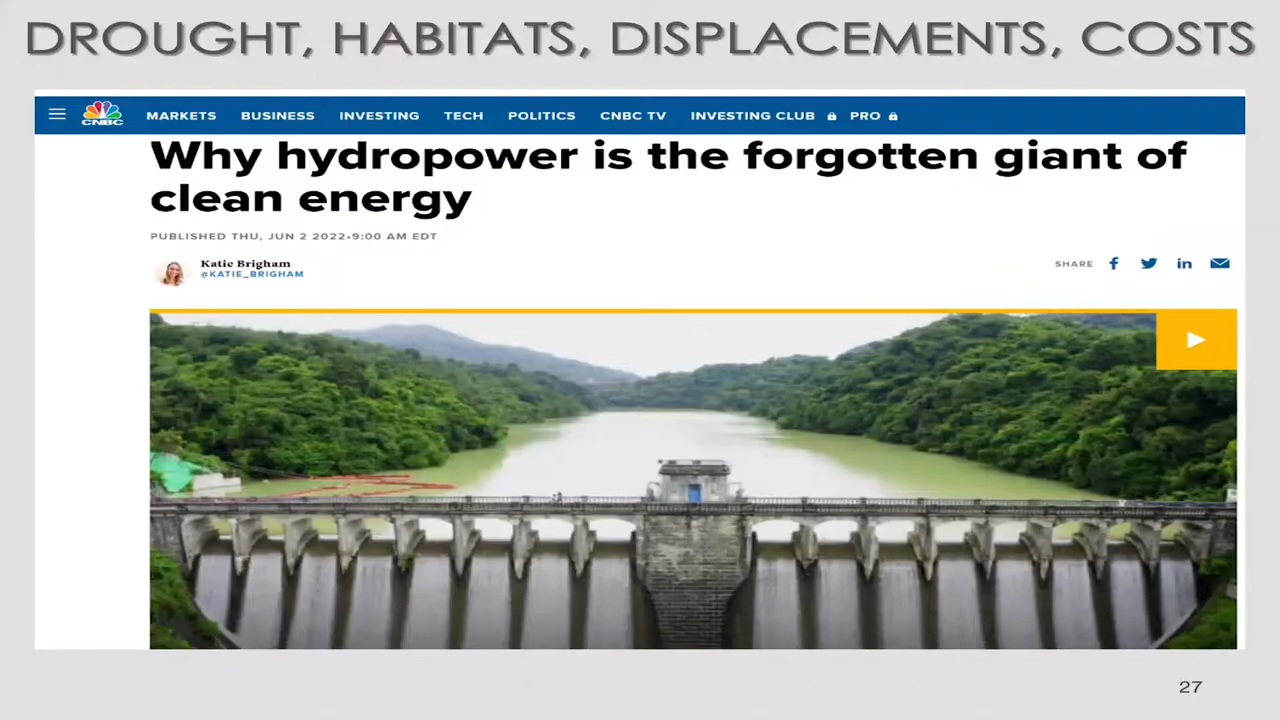 DROUGHT, HABITATS, DISPLACEMENTS, COSTS
CNBC MARKETS BUSINESS INVESTING TECH POLITICS CNBC TV INVESTING CLUB PRO
Why hydropower is the forgotten giant of
clean energy
PUBLISHED THU, JUN 2 2022•9:00 AM EDT
Katie Brigham
@KATIE_BRIGHAM
SHARE
27